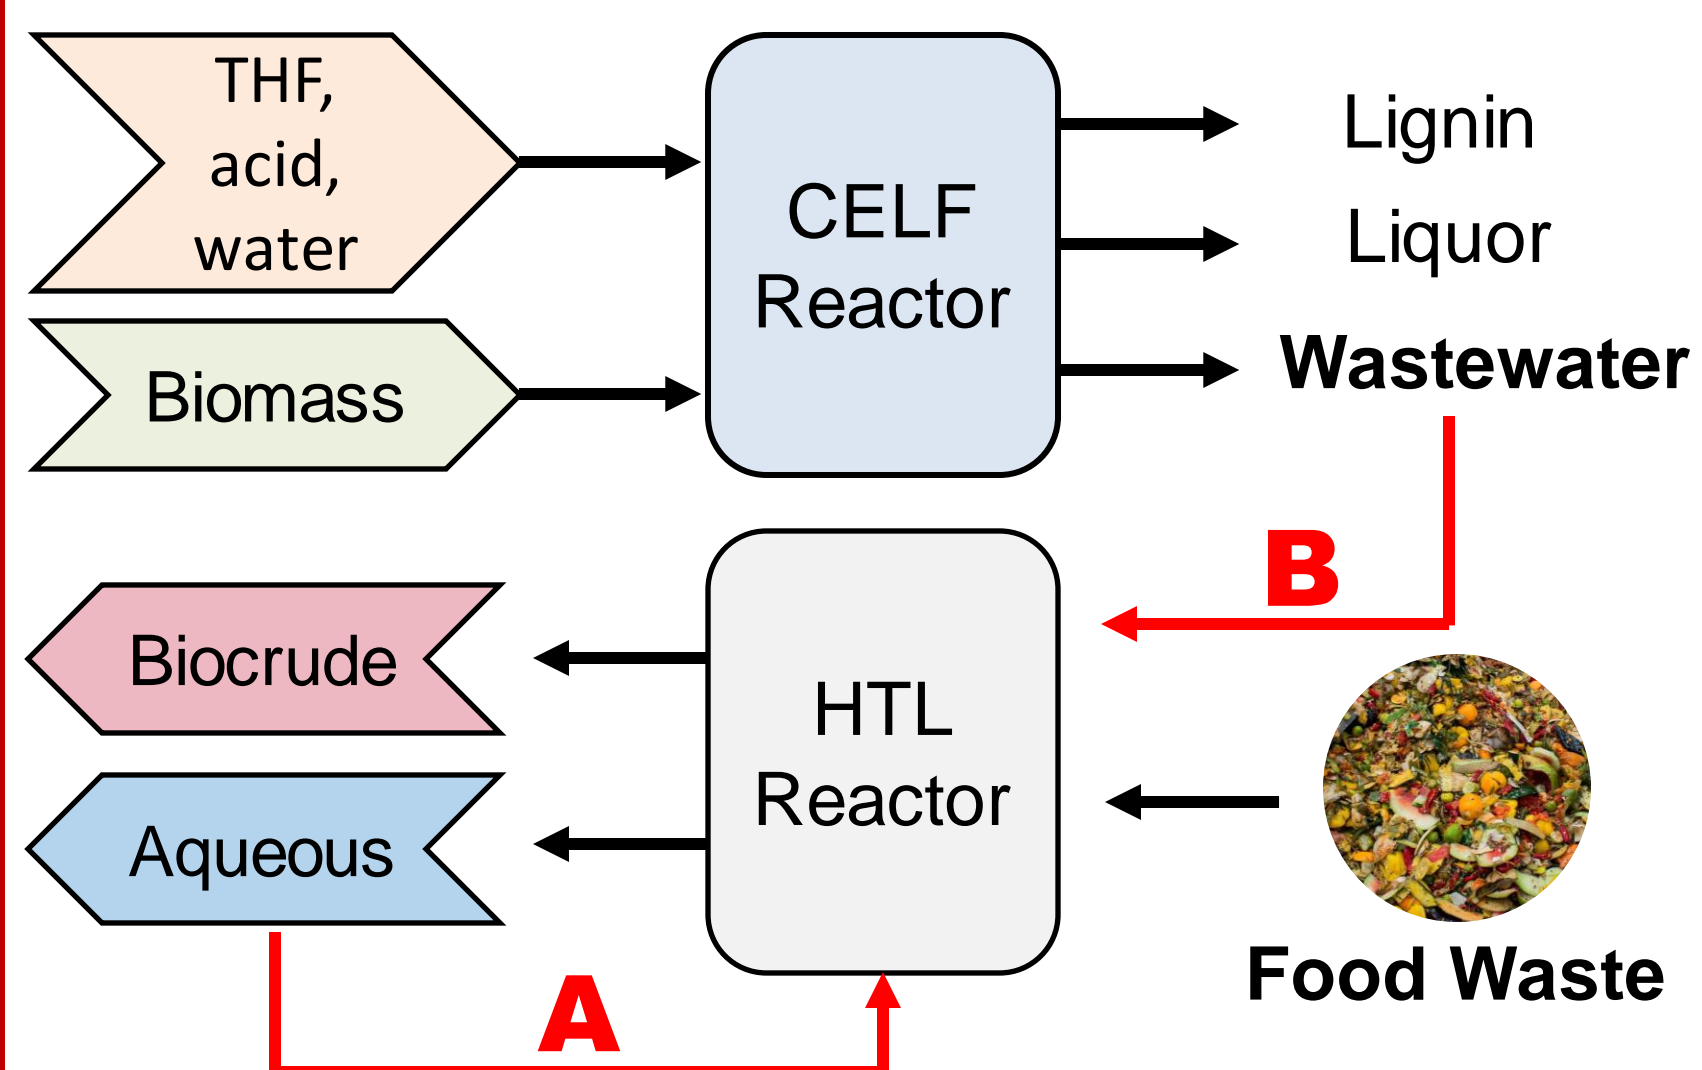 THF,
acid,
water
Biomass
CELF
Reactor
Lignin
Liquor
Wastewater
B
Biocrude
Aqueous
HTL
Reactor
Food Waste
A